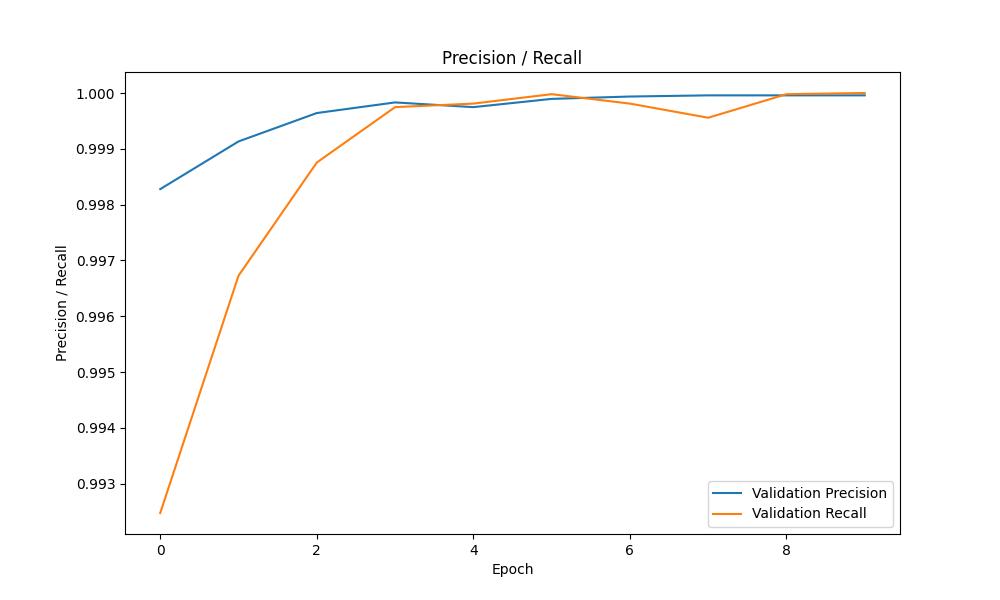 Precision / Recall
1.000
0.999
0.998
0.997
0.996
0.995
0.994
0.993
Precision / Recall
Validation Precision
Validation Recall
0 2 4 6 8
Epoch